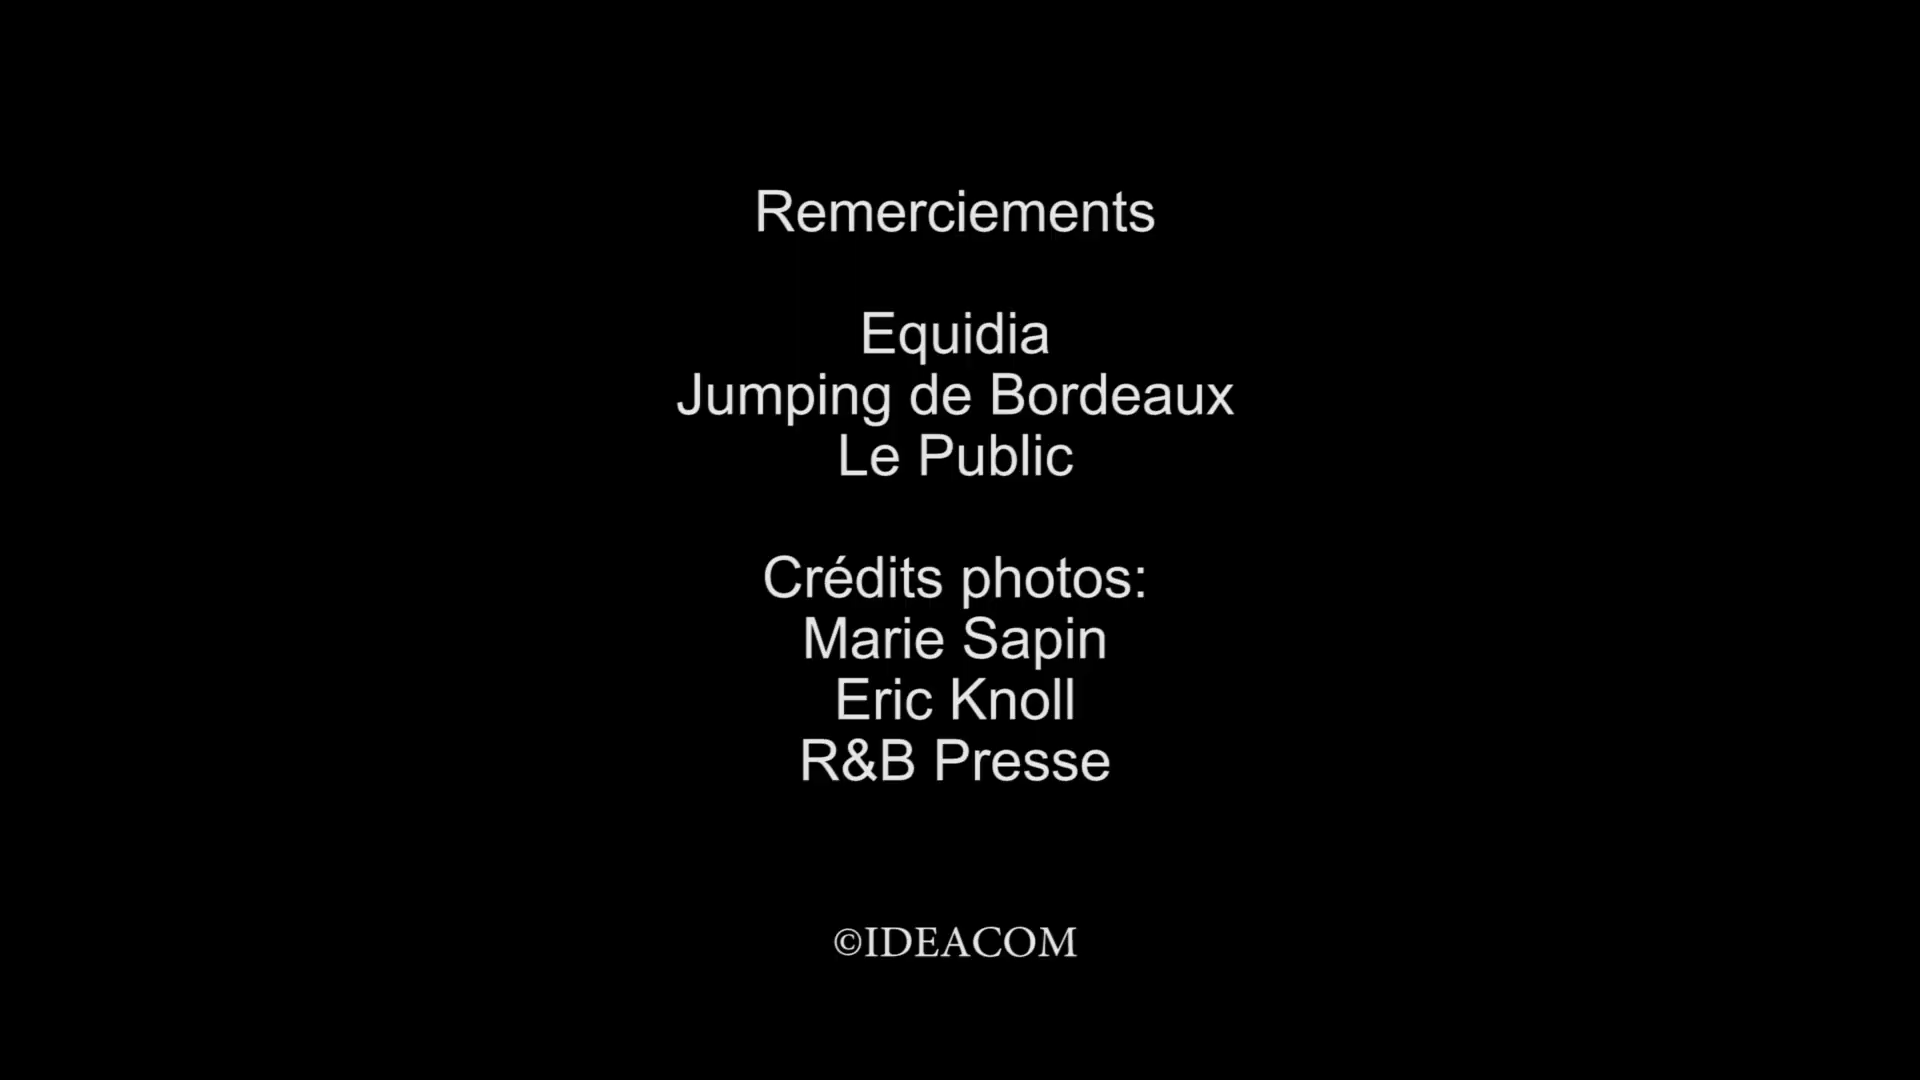 Remerciements
Equidia
Jumping de Bordeaux
Le Public
Crédits photos:
Marie Sapin
Eric Knoll
R&B Presse
©IDEACOM